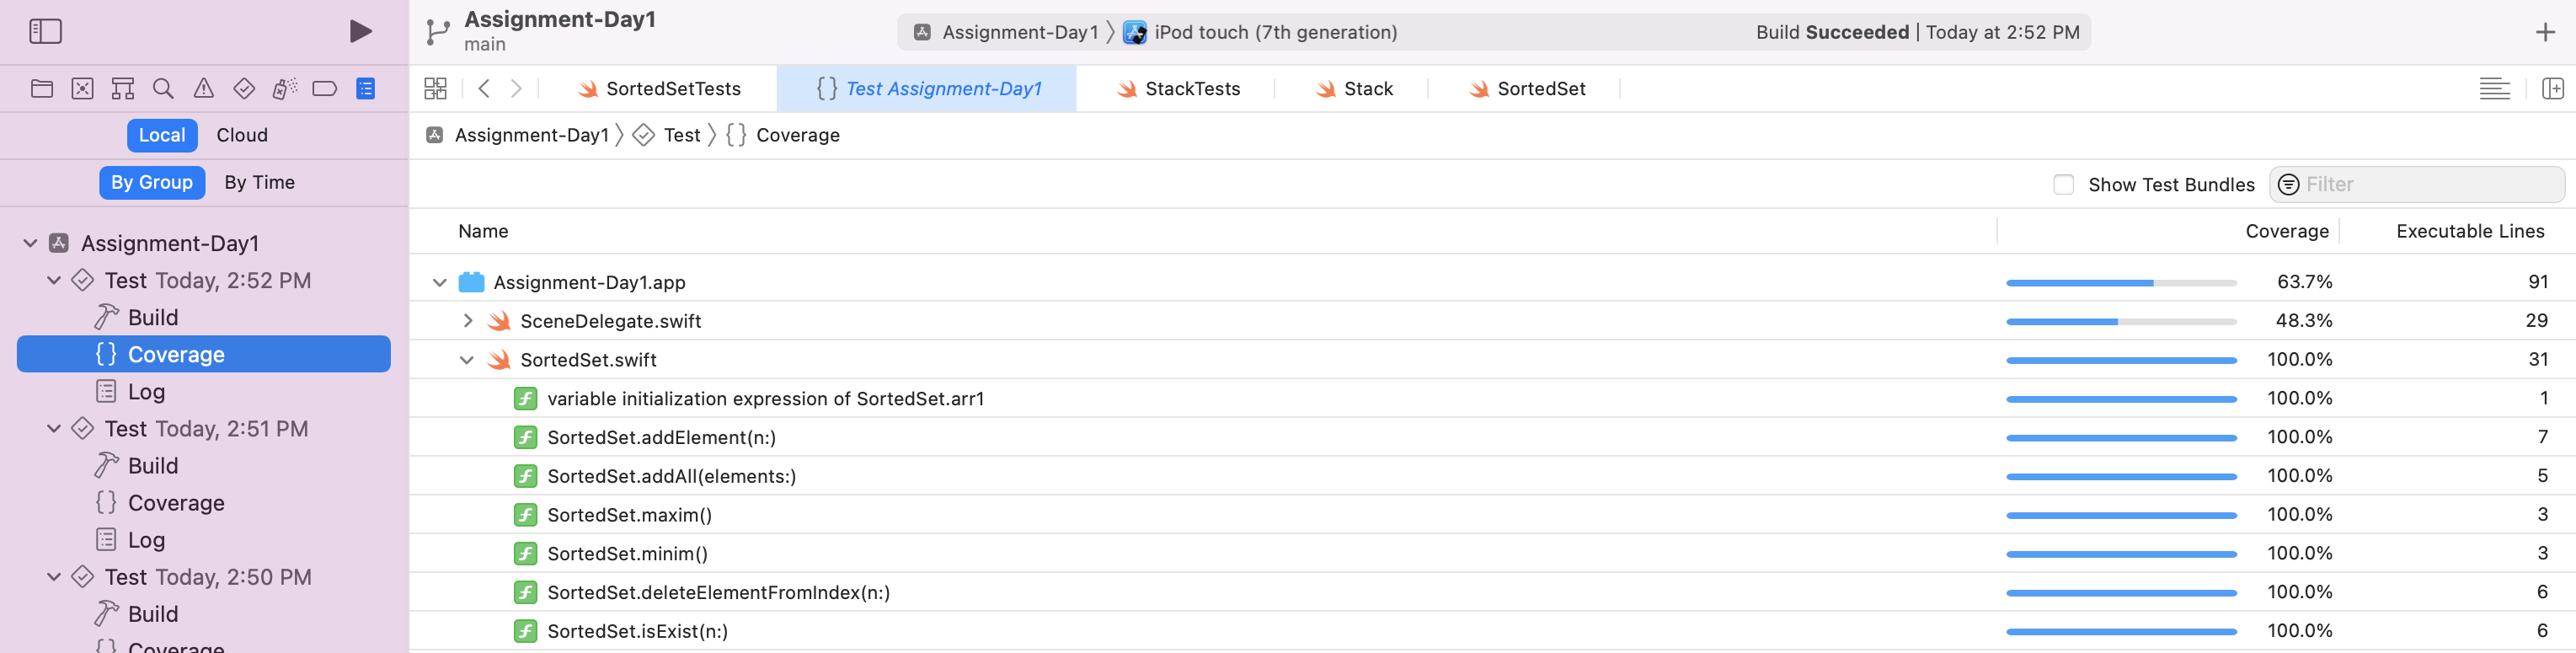 Assignment-Day1
main
Assignment-Day1 〉 iPod touch (7th generation)
Build Succeeded | Today at 2:52 PM
SortedSetTests
{} Test Assignment-Day1
StackTests
Stack
SortedSet
Local
Cloud
Assignment-Day1 〉 Test 〉 {} Coverage
By Group
By Time
Show Test Bundles
Filter
Name
Coverage
Executable Lines
Assignment-Day1
Test Today, 2:52 PM
Build
{} Coverage
Log
Test Today, 2:51 PM
Build
{} Coverage
Log
Test Today, 2:50 PM
Build
{} Coverage
Assignment-Day1.app 63.7% 91
SceneDelegate.swift 48.3% 29
SortedSet.swift 100.0% 31
f variable initialization expression of SortedSet.arr1 100.0% 1
f SortedSet.addElement(n:) 100.0% 7
f SortedSet.addAll(elements:) 100.0% 5
f SortedSet.maxim() 100.0% 3
f SortedSet.minim() 100.0% 3
f SortedSet.deleteElementFromIndex(n:) 100.0% 6
f SortedSet.isExist(n:) 100.0% 6